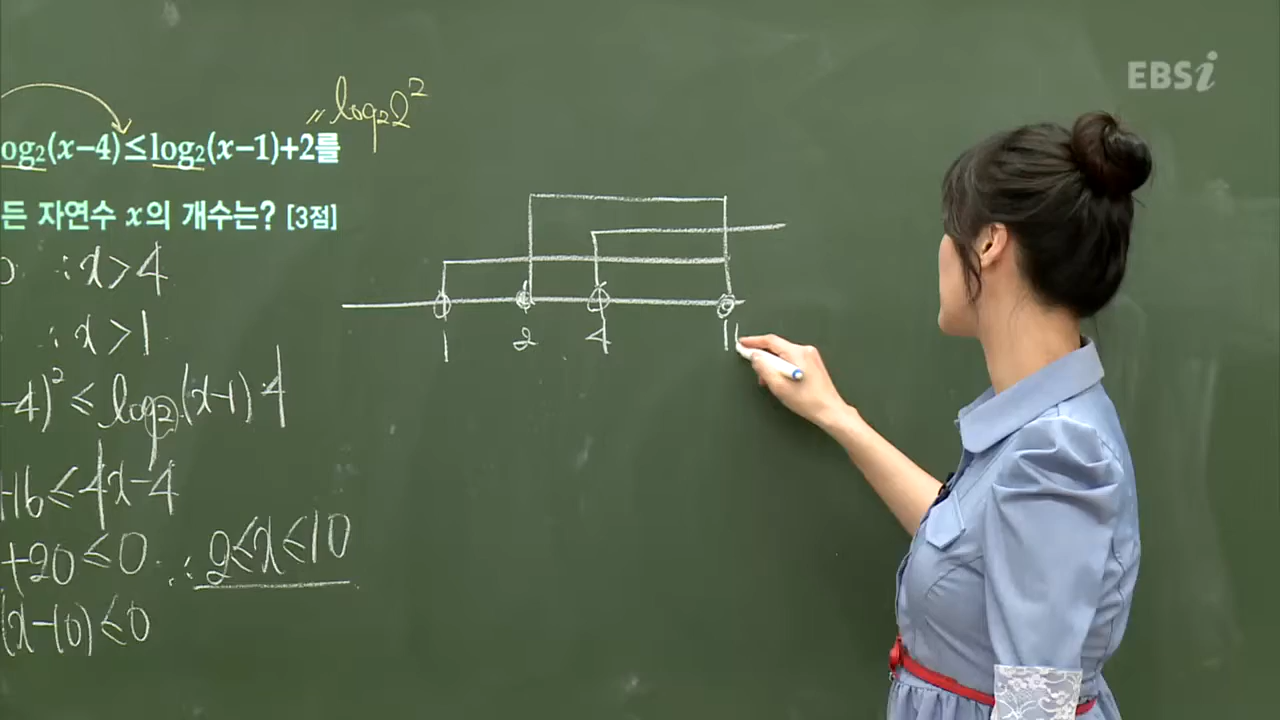 EBSi
〃 log₂2²
og₂(x-4)≤log₂(x-1)+2를
든 자연수 x의 개수는? [3점]
∴x>4
∴x>1
-4)² ≤ log₂(x-1)·4
-16≤4x-4
+20≤0 ∴ 2≤x≤10
(x-10)≤0
1 2 4